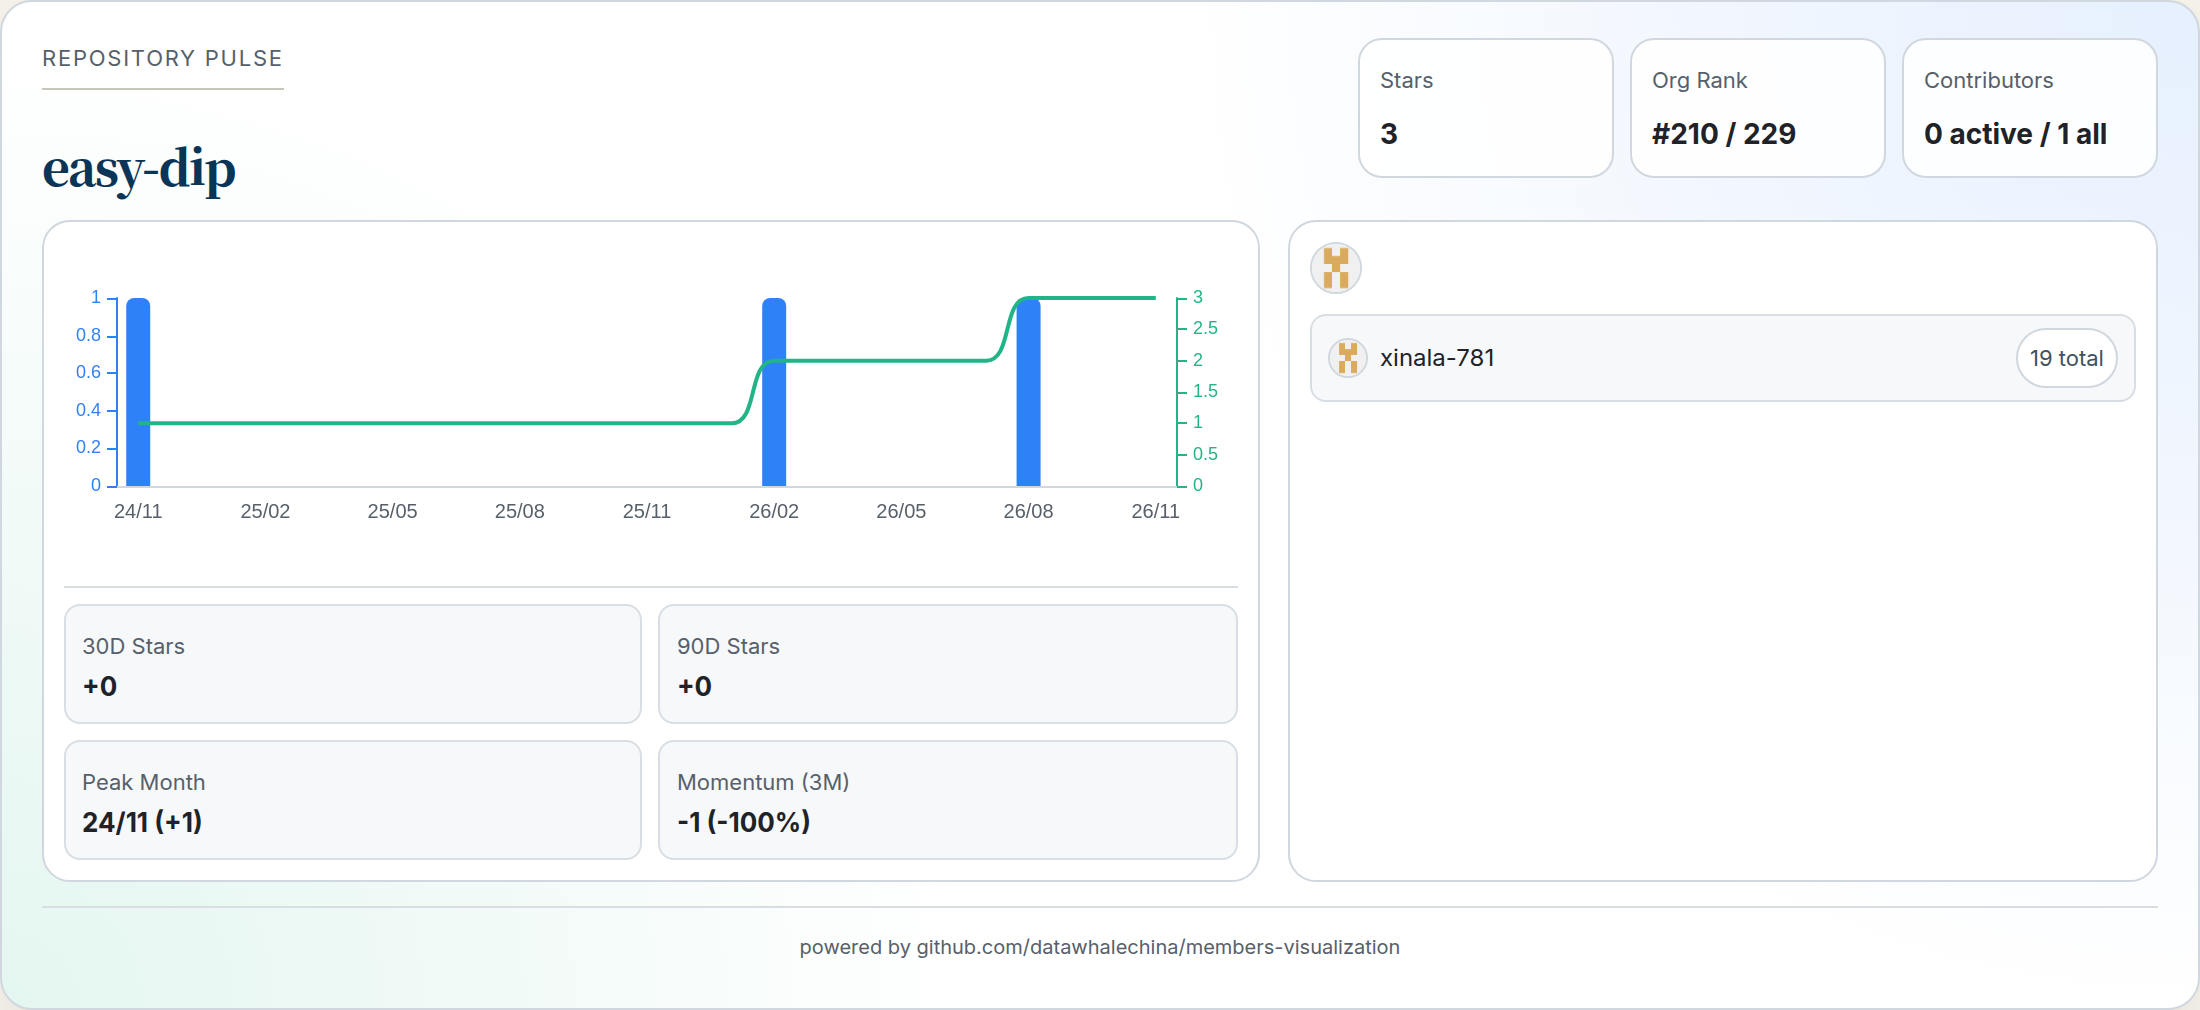 REPOSITORY PULSE
easy-dip
Stars
3
Org Rank
#210 / 229
Contributors
0 active / 1 all
1
0.8
0.6
0.4
0.2
0
3
2.5
2
1.5
1
0.5
0
24/11 25/02 25/05 25/08 25/11 26/02 26/05 26/08 26/11
30D Stars
+0
90D Stars
+0
Peak Month
24/11 (+1)
Momentum (3M)
-1 (-100%)
xinala-781
19 total
powered by github.com/datawhalechina/members-visualization